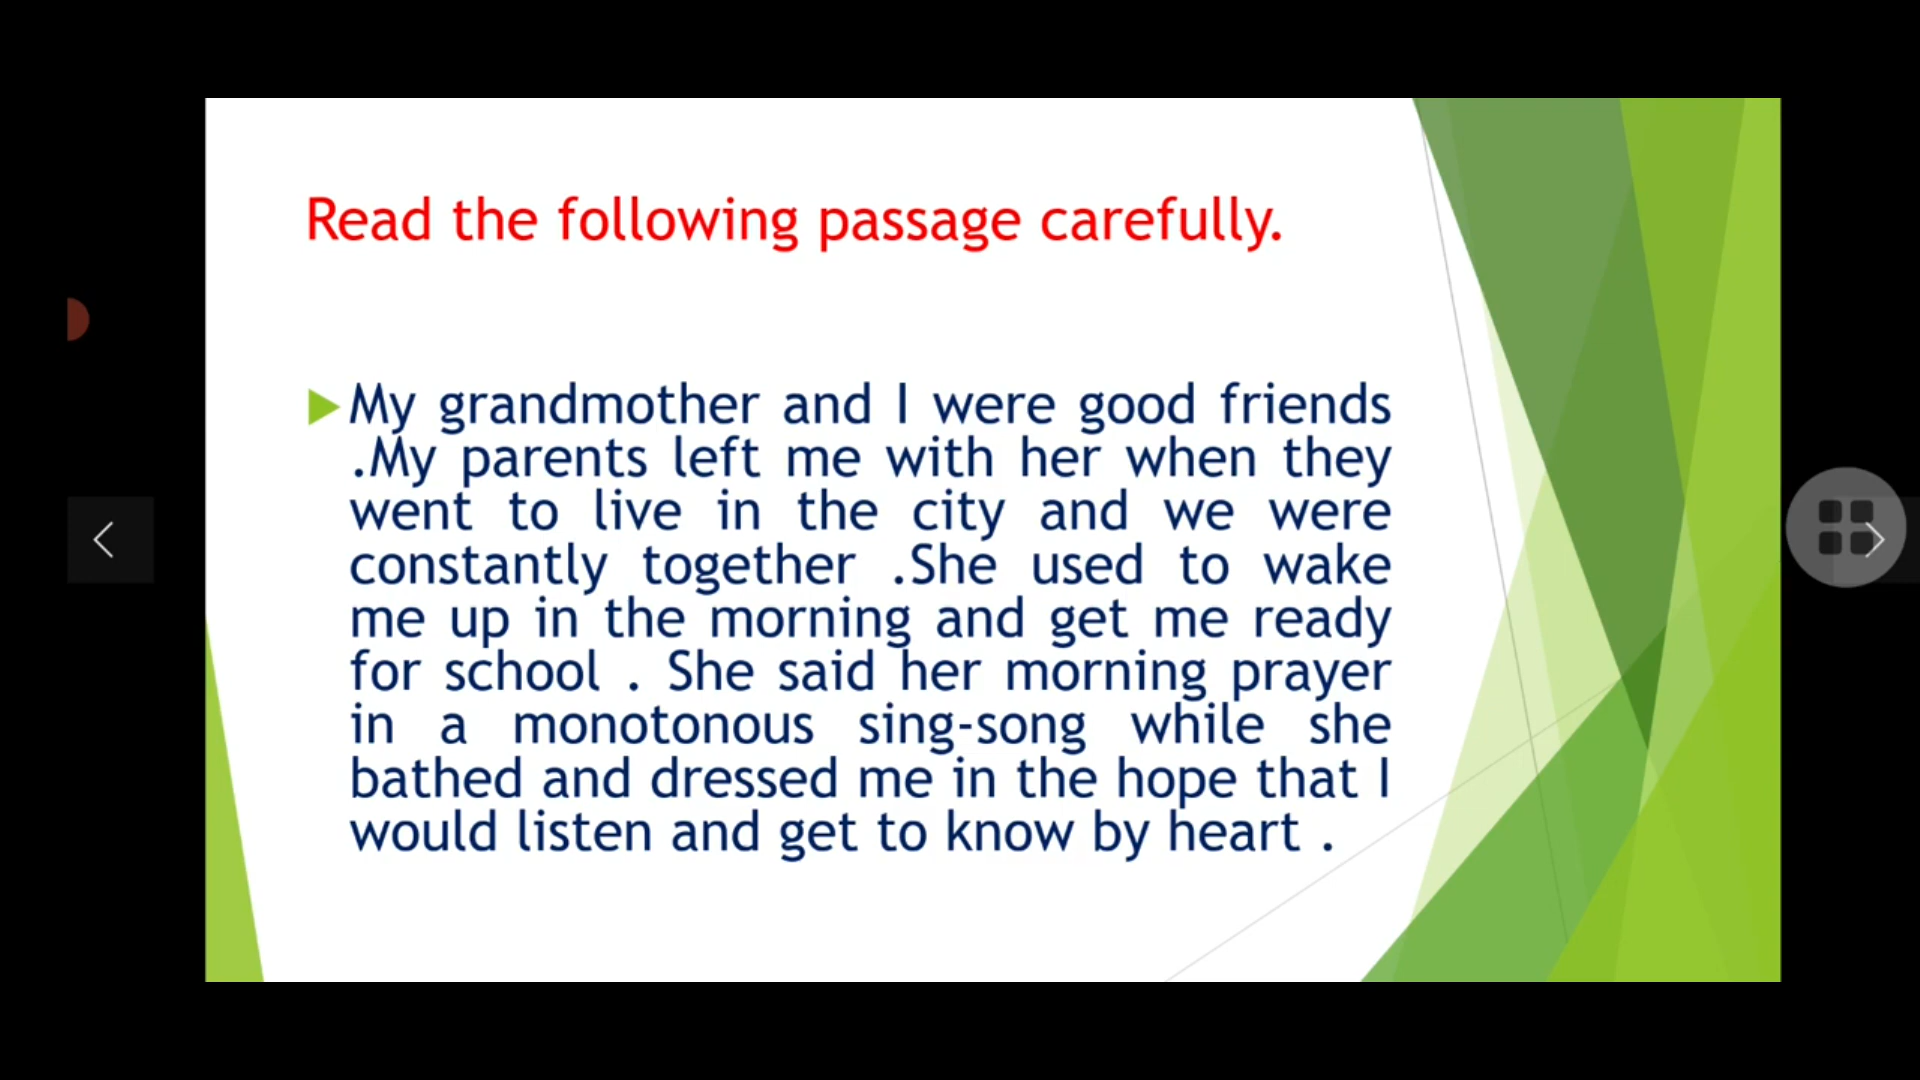 Read the following passage carefully.
My grandmother and I were good friends
.My parents left me with her when they
went to live in the city and we were
constantly together .She used to wake
me up in the morning and get me ready
for school . She said her morning prayer
in a monotonous sing-song while she
bathed and dressed me in the hope that I
would listen and get to know by heart .